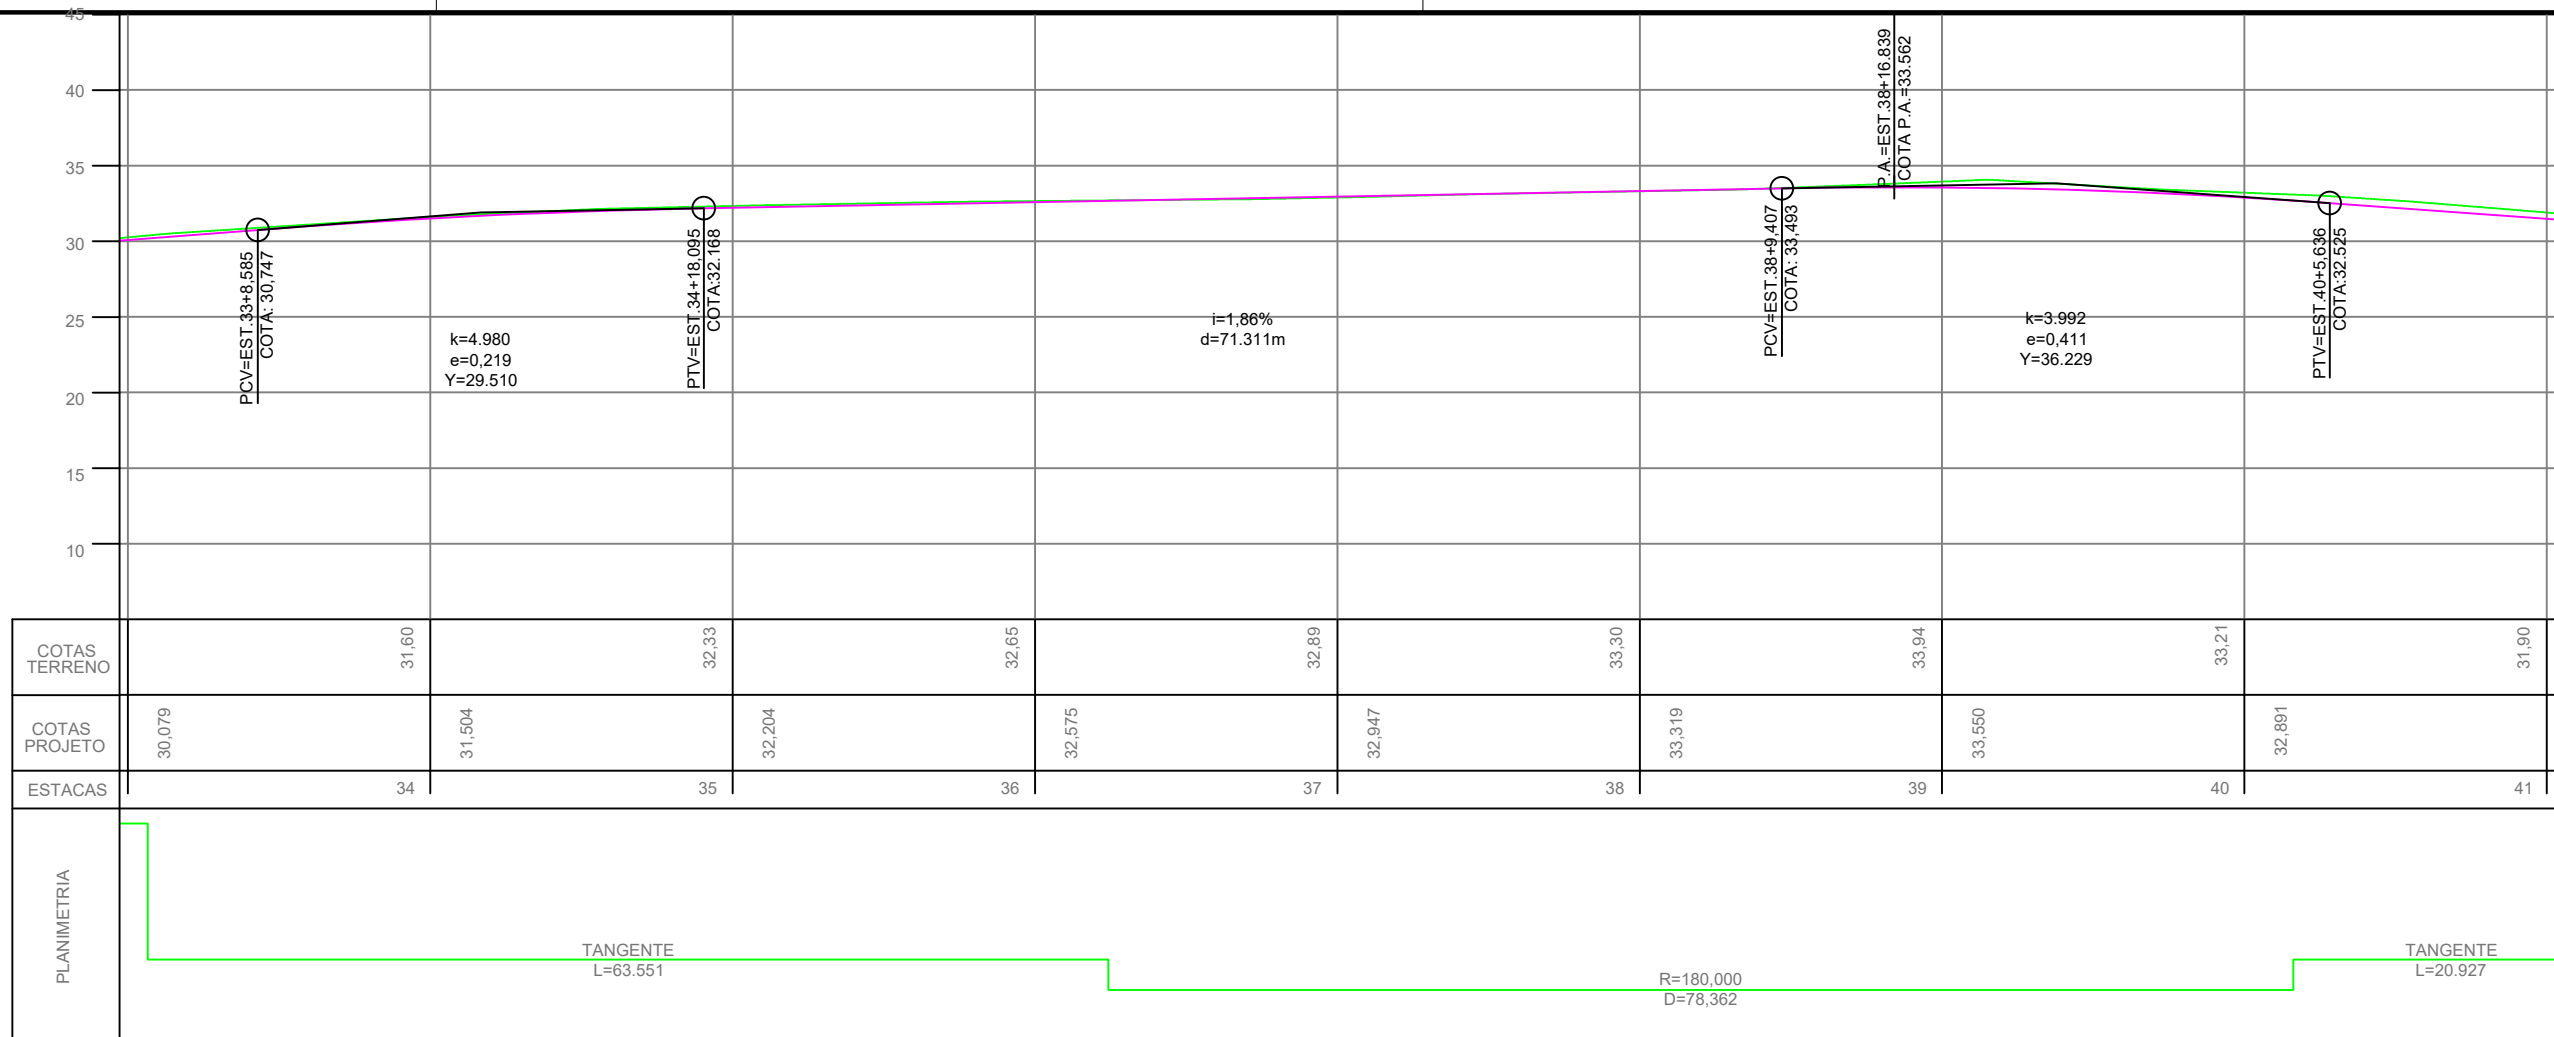 45
40
35
30
25
20
15
10
PCV=EST.33+8,585
COTA: 30,747
k=4.980
e=0,219
Y=29.510
PTV=EST.34+18,095
COTA:32.168
i=1,86%
d=71.311m
PCV=EST.38+9,407
COTA: 33,493
P.A.=EST.38+16.839
COTA P.A.=33.562
k=3.992
e=0,411
Y=36.229
PTV=EST.40+5,636
COTA:32.525
COTAS
TERRENO
31,60
32,33
32,65
32,89
33,30
33,94
33,21
31,90
COTAS
PROJETO
30,079
31,504
32,204
32,575
32,947
33,319
33,550
32,891
ESTACAS
34
35
36
37
38
39
40
41
PLANIMETRIA
TANGENTE
L=63.551
R=180,000
D=78,362
TANGENTE
L=20.927